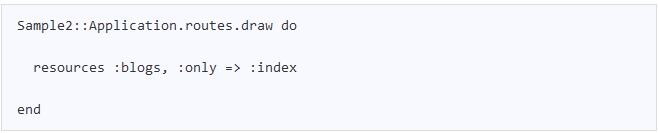 Sample2::Application.routes.draw do
  resources :blogs, :only => :index
end